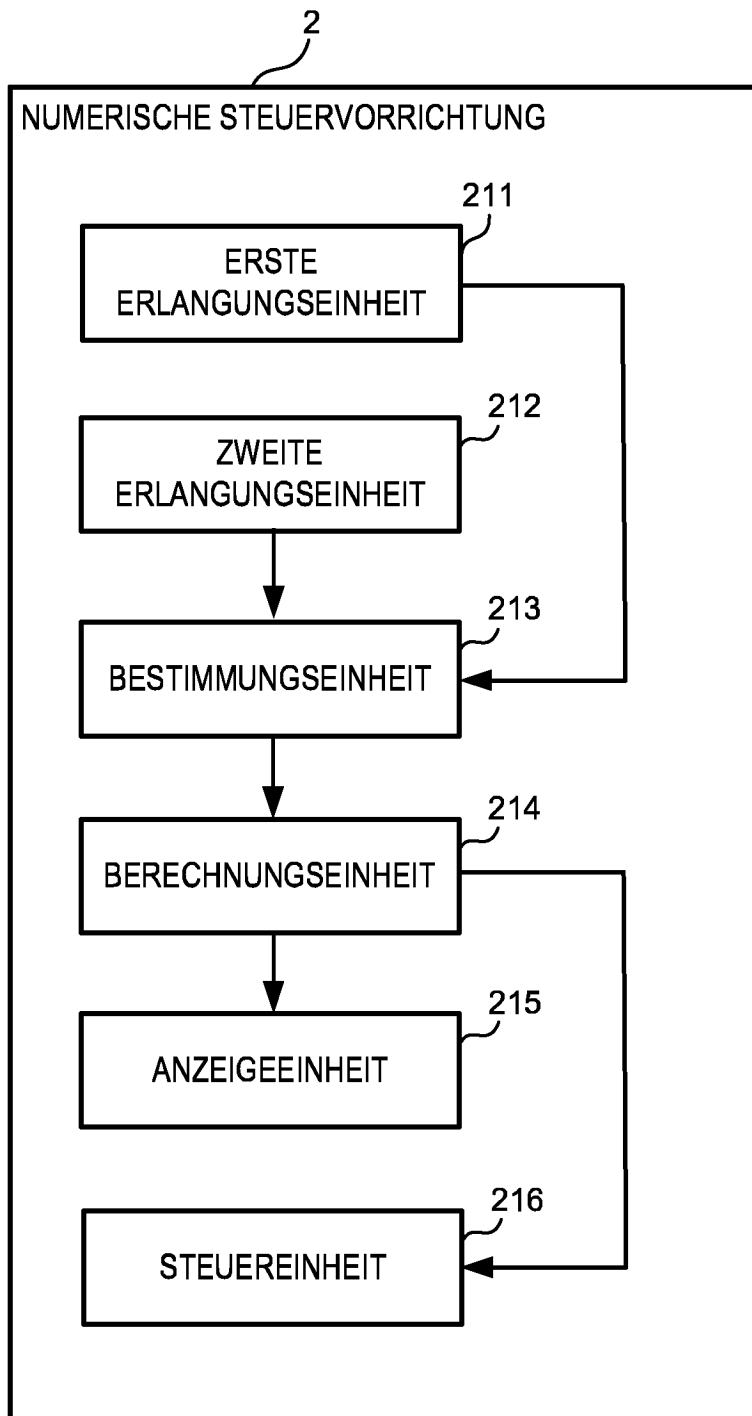 2
NUMERISCHE STEUERVORRICHTUNG
211
ERSTE
ERLANGUNGSEINHEIT
212
ZWEITE
ERLANGUNGSEINHEIT
213
BESTIMMUNGSEINHEIT
214
BERECHNUNGSEINHEIT
215
ANZEIGEEINHEIT
216
STEUEREINHEIT